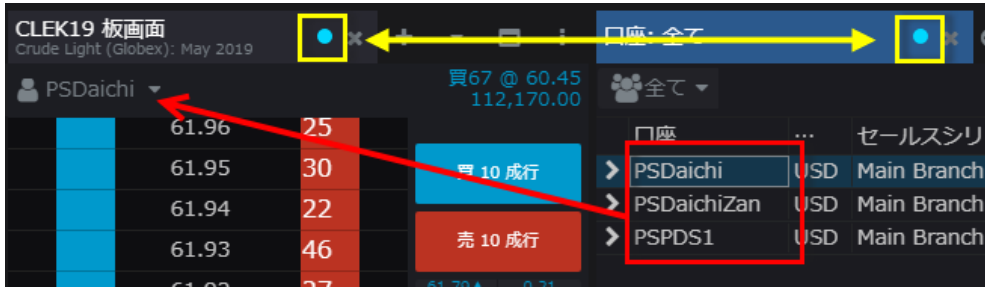 CLEK19 板画面
Crude Light (Globex): May 2019
口座: 全て
PSDaichi
買67 @ 60.45
112,170.00
全て
61.96 25
61.95 30
61.94 22
61.93 46
買 10 成行
売 10 成行
口座 … セールスシリ
PSDaichi USD Main Branch
PSDaichiZan USD Main Branch
PSPDS1 USD Main Branch